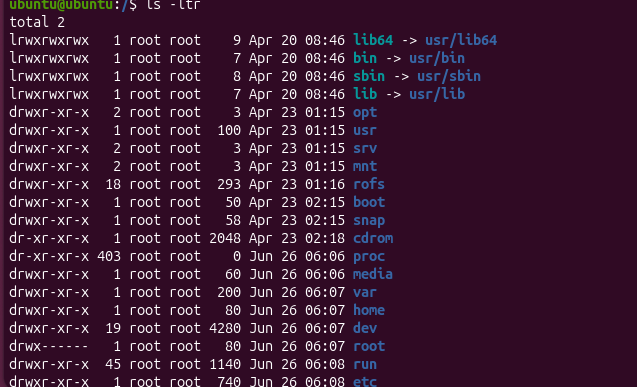 ubuntu@ubuntu:/$ ls -ltr
total 2
lrwxrwxrwx   1 root root    9 Apr 20 08:46 lib64 -> usr/lib64
lrwxrwxrwx   1 root root    7 Apr 20 08:46 bin -> usr/bin
lrwxrwxrwx   1 root root    8 Apr 20 08:46 sbin -> usr/sbin
lrwxrwxrwx   1 root root    7 Apr 20 08:46 lib -> usr/lib
drwxr-xr-x   2 root root    3 Apr 23 01:15 opt
drwxr-xr-x   1 root root  100 Apr 23 01:15 usr
drwxr-xr-x   2 root root    3 Apr 23 01:15 srv
drwxr-xr-x   2 root root    3 Apr 23 01:15 mnt
drwxr-xr-x  18 root root  293 Apr 23 01:16 rofs
drwxr-xr-x   1 root root   50 Apr 23 02:15 boot
drwxr-xr-x   1 root root   58 Apr 23 02:15 snap
dr-xr-xr-x   1 root root 2048 Apr 23 02:18 cdrom
dr-xr-xr-x 403 root root    0 Jun 26 06:06 proc
drwxr-xr-x   1 root root   60 Jun 26 06:06 media
drwxr-xr-x   1 root root  200 Jun 26 06:07 var
drwxr-xr-x   1 root root   80 Jun 26 06:07 home
drwxr-xr-x  19 root root 4280 Jun 26 06:07 dev
drwx------   1 root root   80 Jun 26 06:07 root
drwxr-xr-x  45 root root 1140 Jun 26 06:08 run
drwxr-xr-x   1 root root  740 Jun 26 06:08 etc